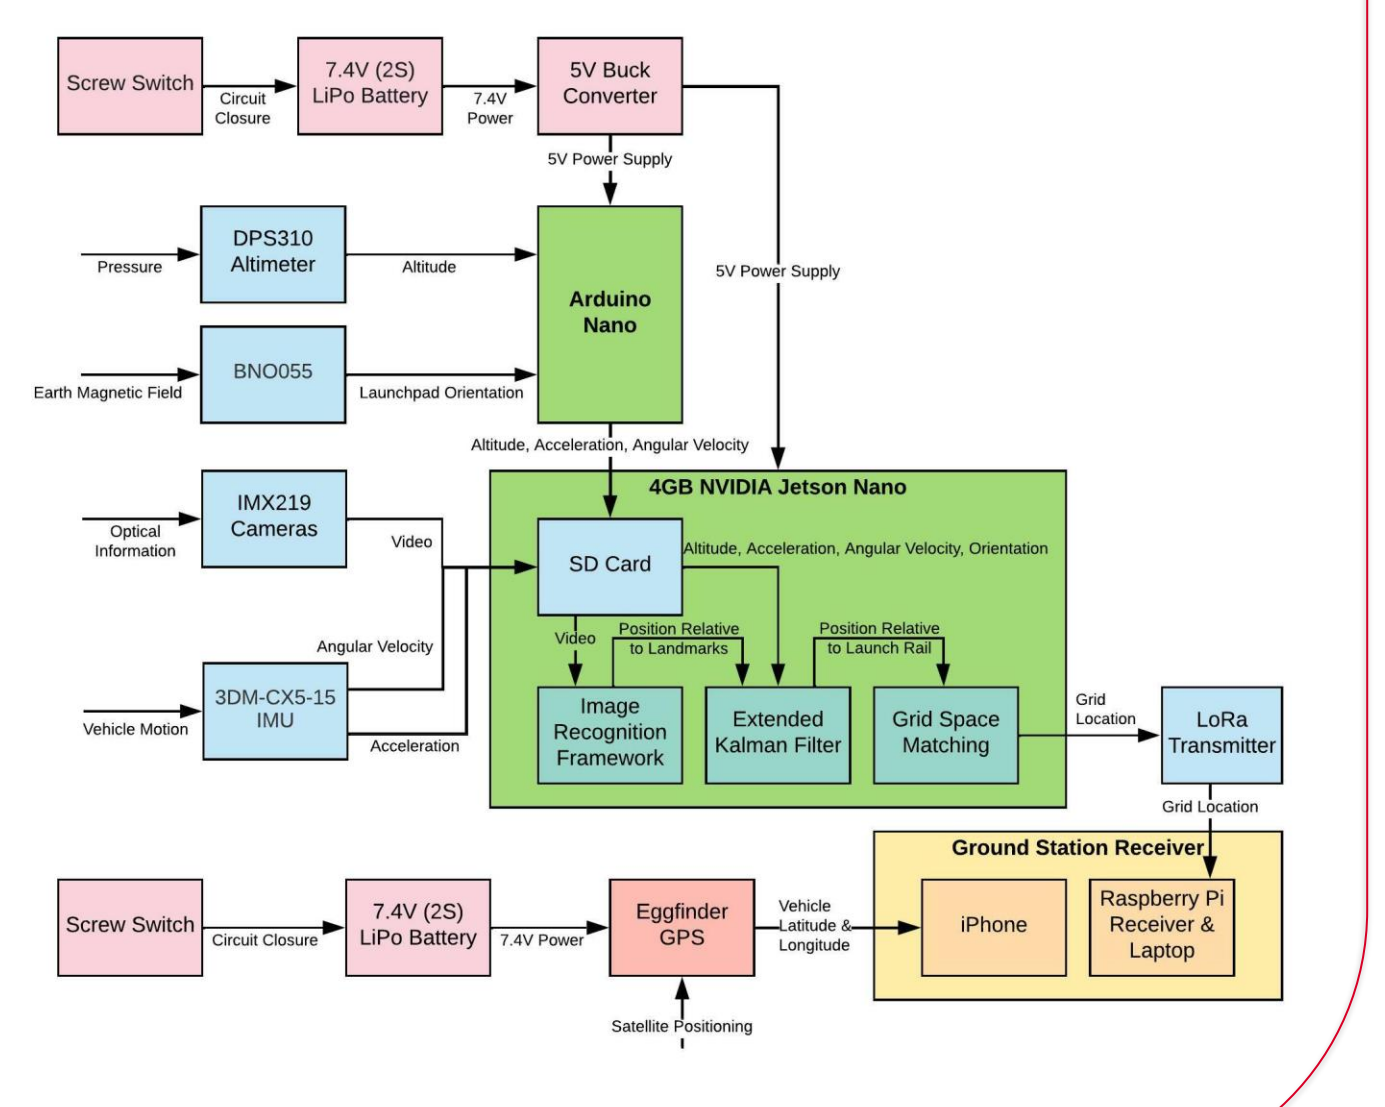 Screw Switch
Circuit
Closure
7.4V (2S)
LiPo Battery
7.4V
Power
5V Buck
Converter
5V Power Supply
5V Power Supply
Pressure
DPS310
Altimeter
Altitude
Arduino
Nano
Earth Magnetic Field
BNO055
Launchpad Orientation
Altitude, Acceleration, Angular Velocity
4GB NVIDIA Jetson Nano
Optical
Information
IMX219
Cameras
Video
SD Card
Altitude, Acceleration, Angular Velocity, Orientation
Angular Velocity
Vehicle Motion
3DM-CX5-15
IMU
Acceleration
Video
Position Relative
to Landmarks
Position Relative
to Launch Rail
Image
Recognition
Framework
Extended
Kalman Filter
Grid Space
Matching
Grid
Location
LoRa
Transmitter
Grid Location
Ground Station Receiver
Screw Switch
Circuit Closure
7.4V (2S)
LiPo Battery
7.4V Power
Eggfinder
GPS
Satellite Positioning
Vehicle
Latitude &
Longitude
iPhone
Raspberry Pi
Receiver &
Laptop